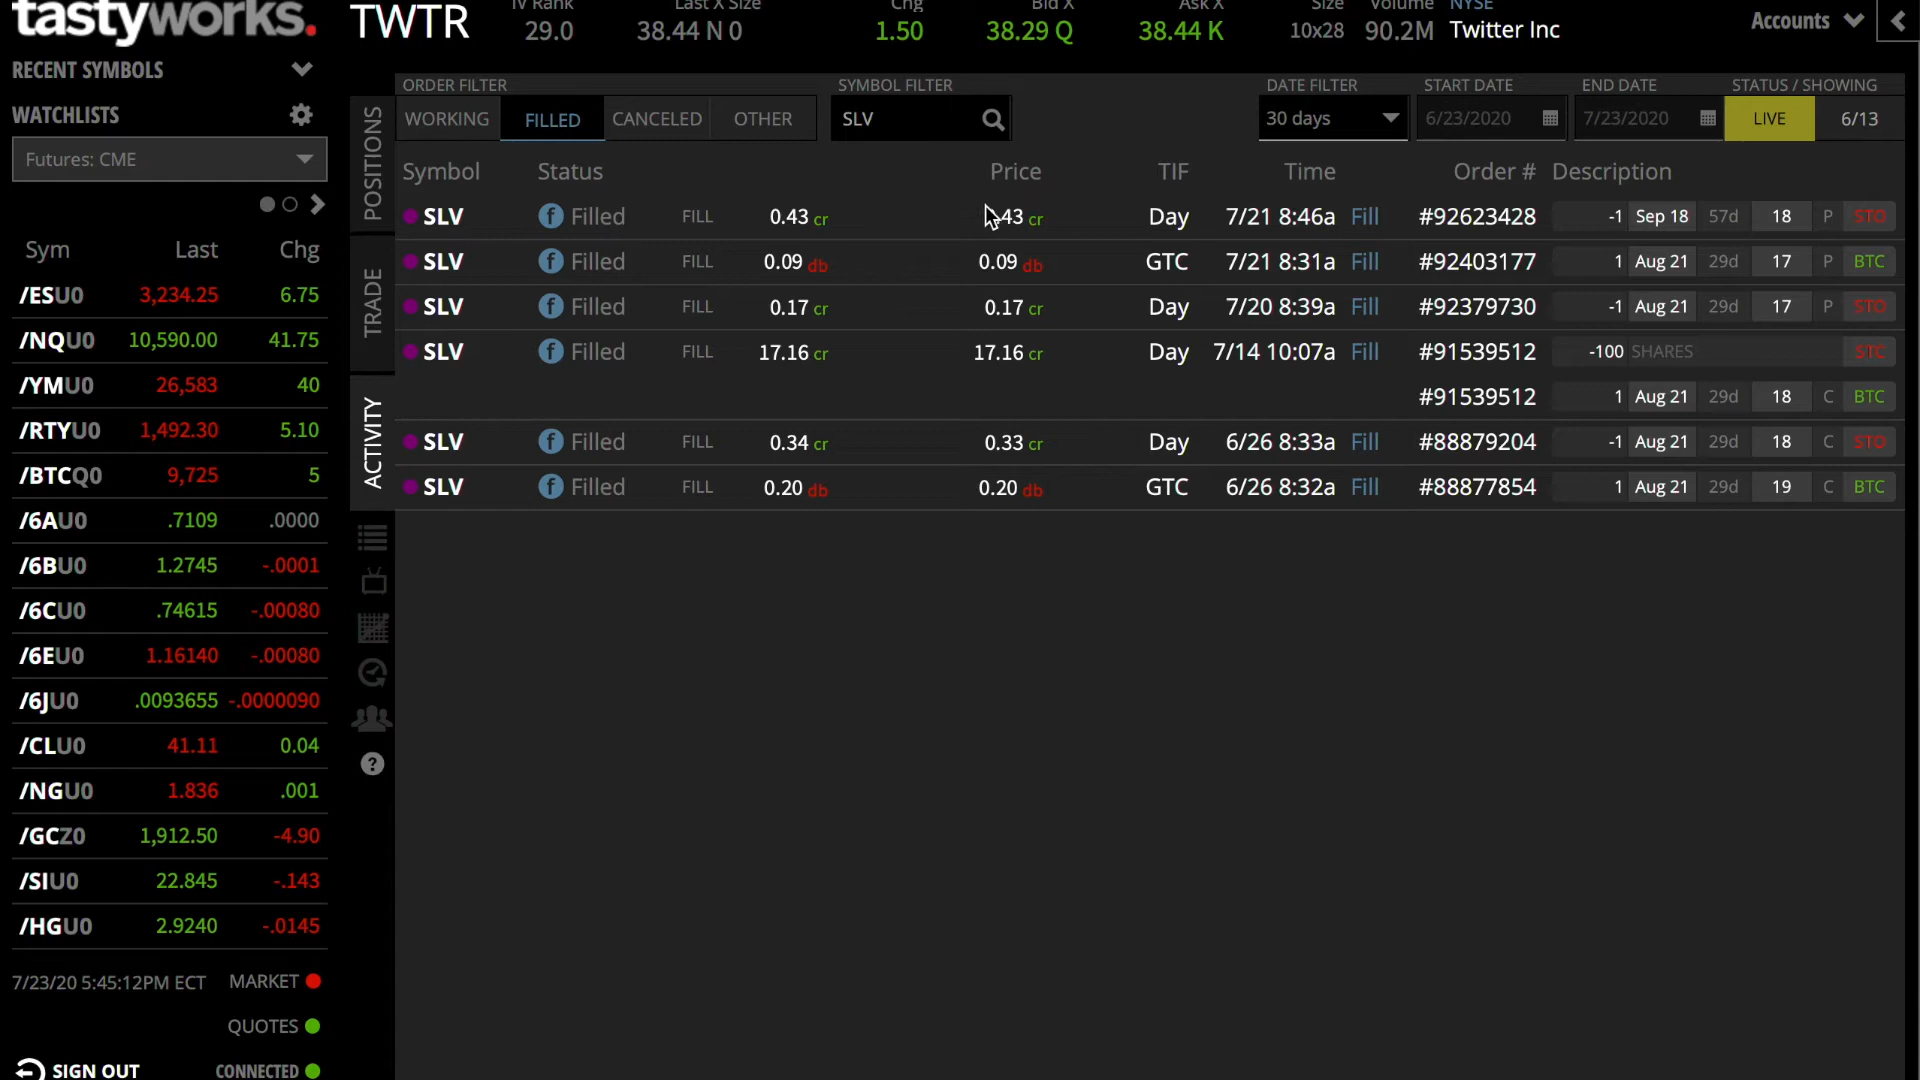 tastyworks.
TWTR
IV Rank
29.0
Last X Size
38.44 N 0
Chg
1.50
Bid X
38.29 Q
Ask X
38.44 K
Size
10x28
Volume
90.2M
NYSE
Twitter Inc
Accounts
RECENT SYMBOLS
WATCHLISTS
Futures: CME
Sym Last Chg
/ESU0 3,234.25 6.75
/NQU0 10,590.00 41.75
/YMU0 26,583 40
/RTYU0 1,492.30 5.10
/BTCQ0 9,725 5
/6AU0 .7109 .0000
/6BU0 1.2745 -.0001
/6CU0 .74615 -.00080
/6EU0 1.16140 -.00080
/6JU0 .0093655 -.0000090
/CLU0 41.11 0.04
/NGU0 1.836 .001
/GCZ0 1,912.50 -4.90
/SIU0 22.845 -.143
/HGU0 2.9240 -.0145
7/23/20 5:45:12PM ECT MARKET
QUOTES
SIGN OUT CONNECTED
POSITIONS
TRADE
ACTIVITY
?
ORDER FILTER SYMBOL FILTER DATE FILTER START DATE END DATE STATUS / SHOWING
WORKING FILLED CANCELED OTHER SLV 30 days 6/23/2020 7/23/2020 LIVE 6/13
Symbol Status Price TIF Time Order # Description
SLV f Filled FILL 0.43 cr .43 cr Day 7/21 8:46a Fill #92623428 -1 Sep 18 57d 18 P STO
SLV f Filled FILL 0.09 db 0.09 db GTC 7/21 8:31a Fill #92403177 1 Aug 21 29d 17 P BTC
SLV f Filled FILL 0.17 cr 0.17 cr Day 7/20 8:39a Fill #92379730 -1 Aug 21 29d 17 P STO
SLV f Filled FILL 17.16 cr 17.16 cr Day 7/14 10:07a Fill #91539512 -100 SHARES STC
#91539512 1 Aug 21 29d 18 C BTC
SLV f Filled FILL 0.34 cr 0.33 cr Day 6/26 8:33a Fill #88879204 -1 Aug 21 29d 18 C STO
SLV f Filled FILL 0.20 db 0.20 db GTC 6/26 8:32a Fill #88877854 1 Aug 21 29d 19 C BTC